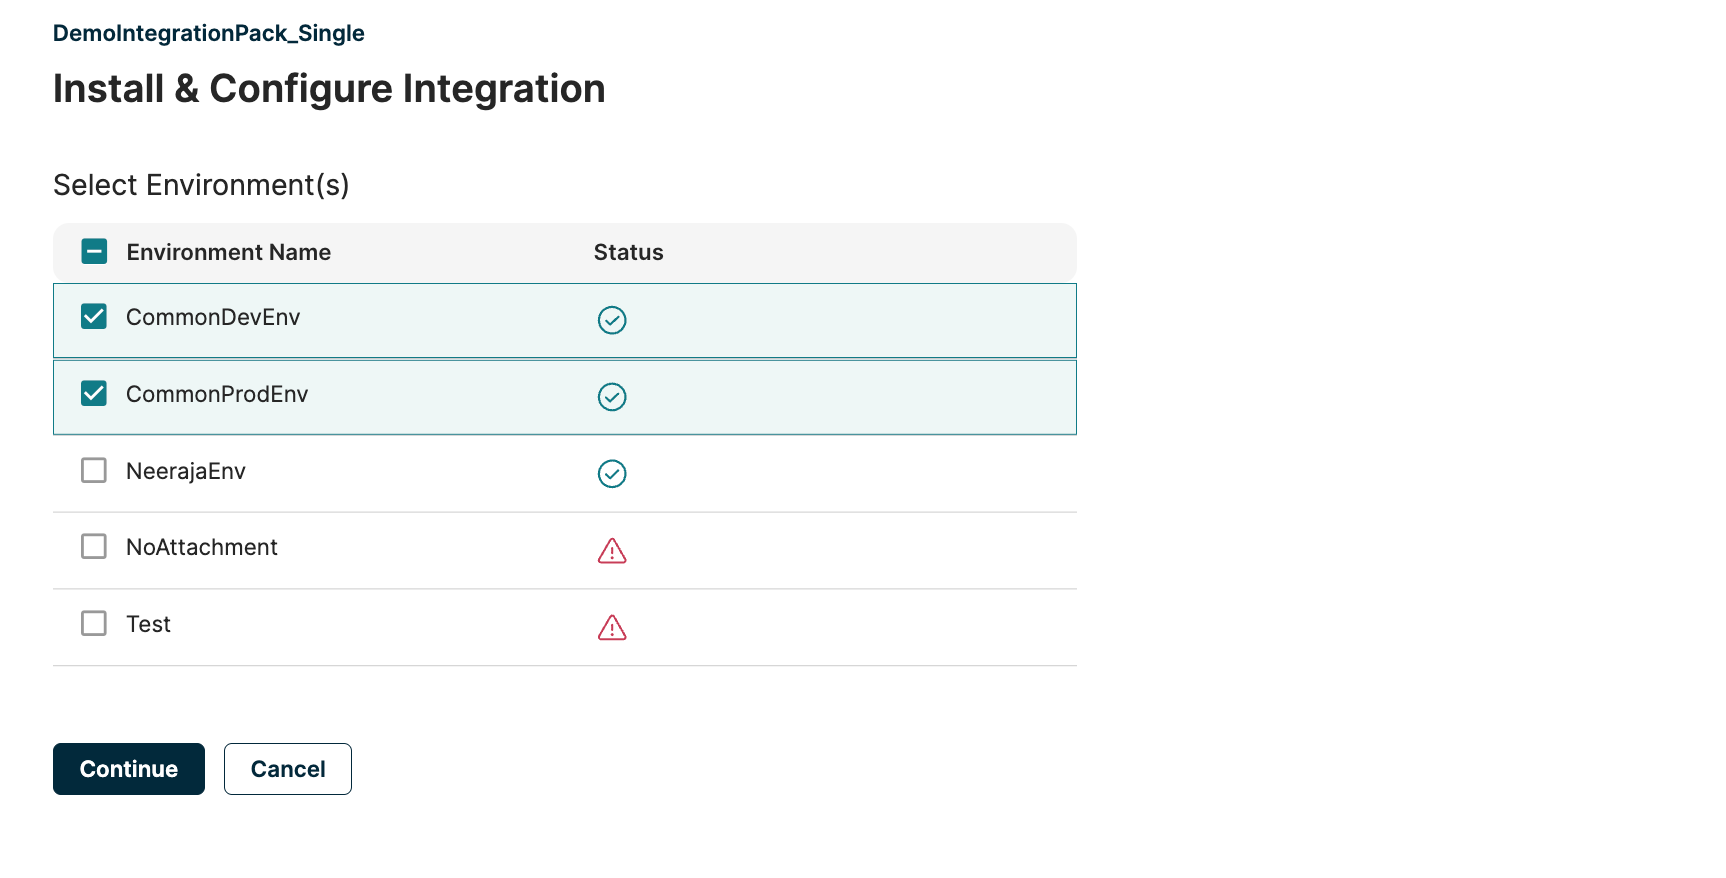 DemoIntegrationPack_Single
Install & Configure Integration
Select Environment(s)
Environment Name Status
CommonDevEnv
CommonProdEnv
NeerajaEnv
NoAttachment
Test
Continue Cancel